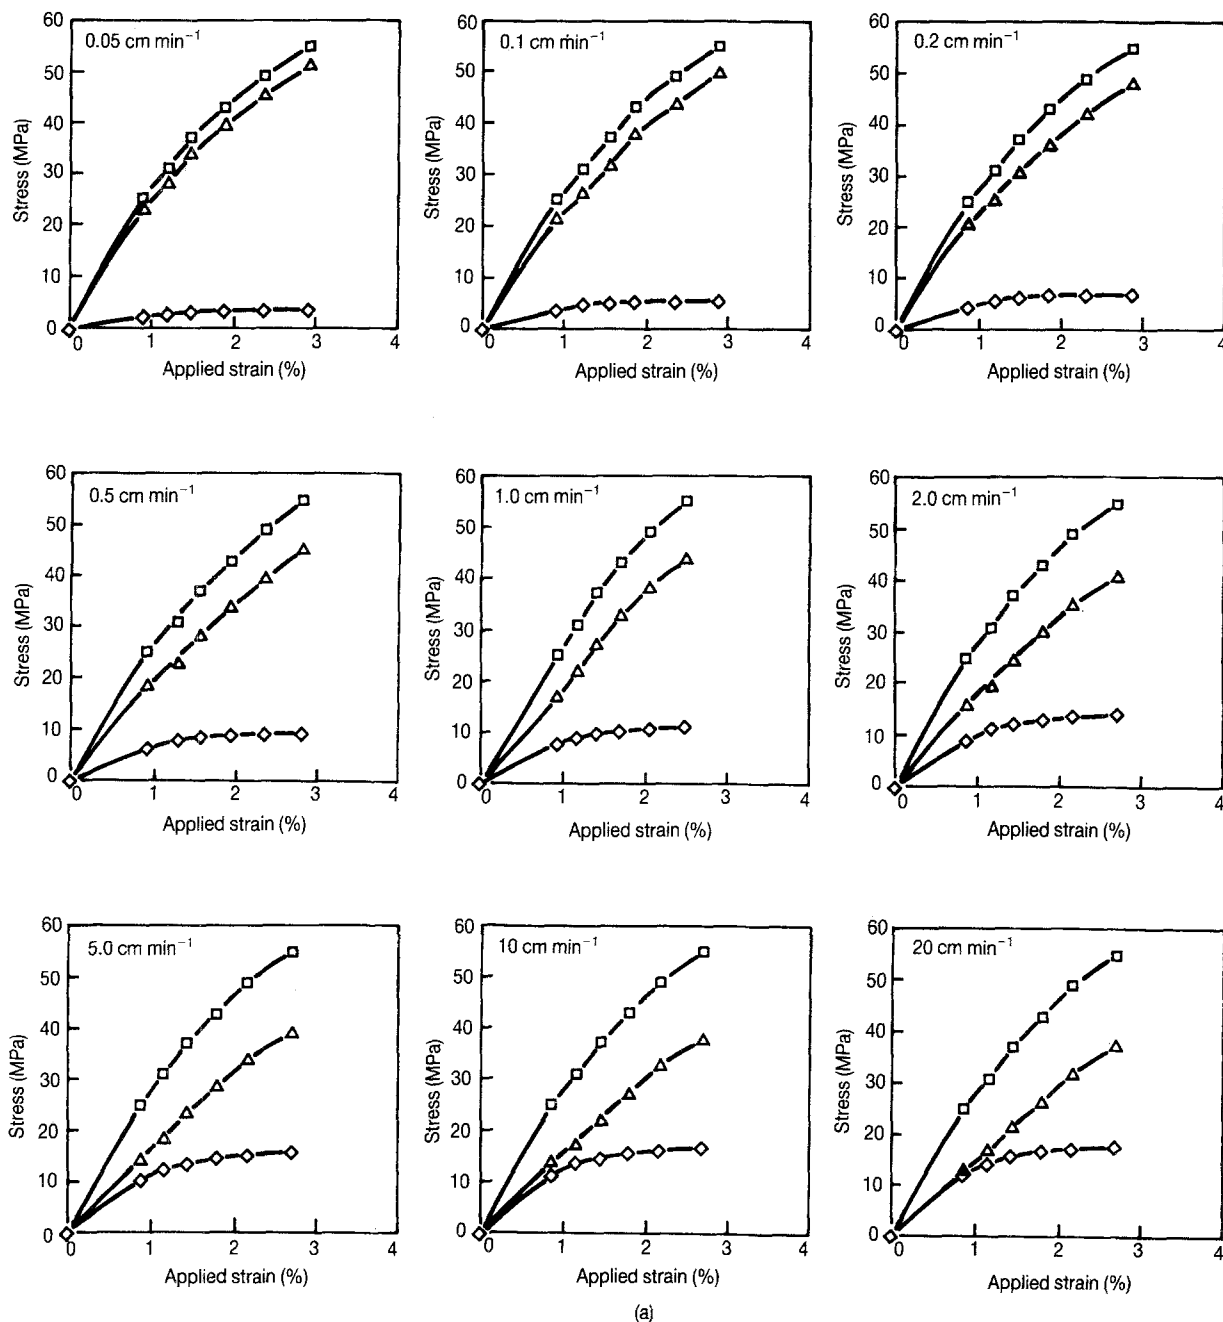 0.05 cm min⁻¹
60
50
40
30
20
10
0
Stress (MPa)
0 1 2 3 4
Applied strain (%)
0.1 cm min⁻¹
60
50
40
30
20
10
0
Stress (MPa)
0 1 2 3 4
Applied strain (%)
0.2 cm min⁻¹
60
50
40
30
20
10
0
Stress (MPa)
0 1 2 3 4
Applied strain (%)
0.5 cm min⁻¹
60
50
40
30
20
10
0
Stress (MPa)
0 1 2 3 4
Applied strain (%)
1.0 cm min⁻¹
60
50
40
30
20
10
0
Stress (MPa)
0 1 2 3 4
Applied strain (%)
2.0 cm min⁻¹
60
50
40
30
20
10
0
Stress (MPa)
0 1 2 3 4
Applied strain (%)
5.0 cm min⁻¹
60
50
40
30
20
10
0
Stress (MPa)
0 1 2 3 4
Applied strain (%)
10 cm min⁻¹
60
50
40
30
20
10
0
Stress (MPa)
0 1 2 3 4
Applied strain (%)
20 cm min⁻¹
60
50
40
30
20
10
0
Stress (MPa)
0 1 2 3 4
Applied strain (%)
(a)